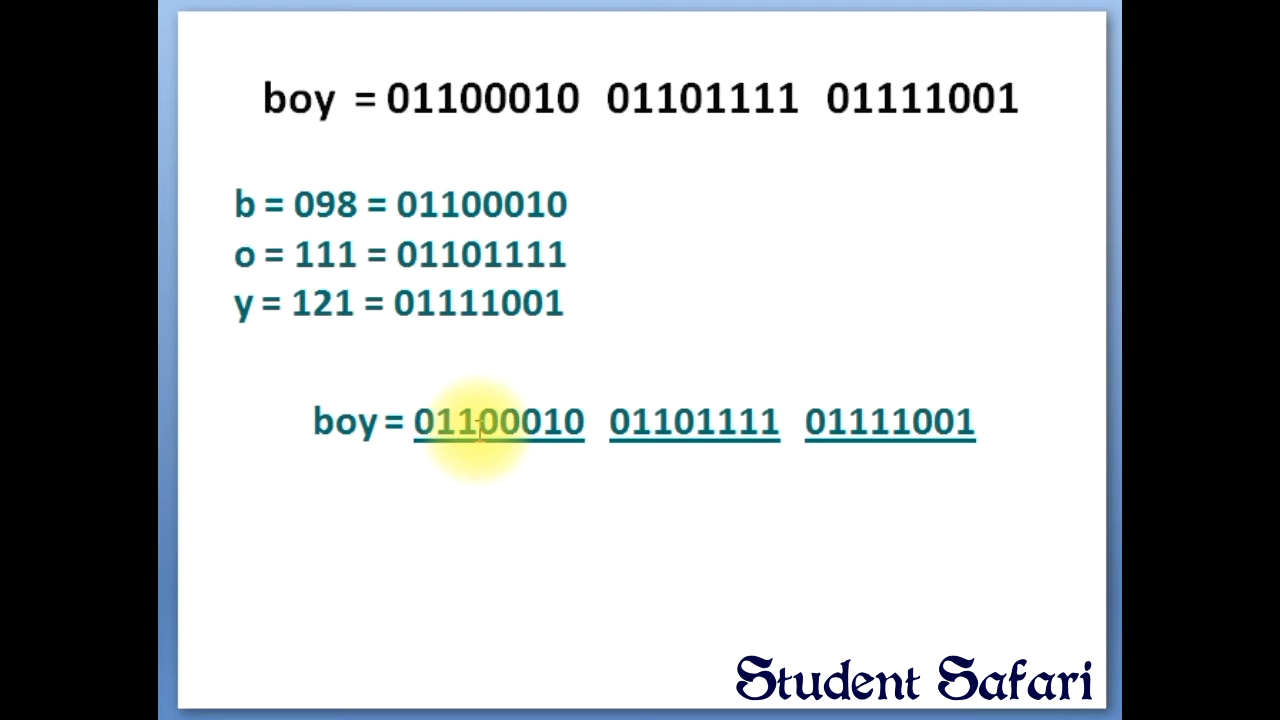 boy = 01100010 01101111 01111001
b = 098 = 01100010
o = 111 = 01101111
y = 121 = 01111001
boy = 01100010 01101111 01111001
Student Safari